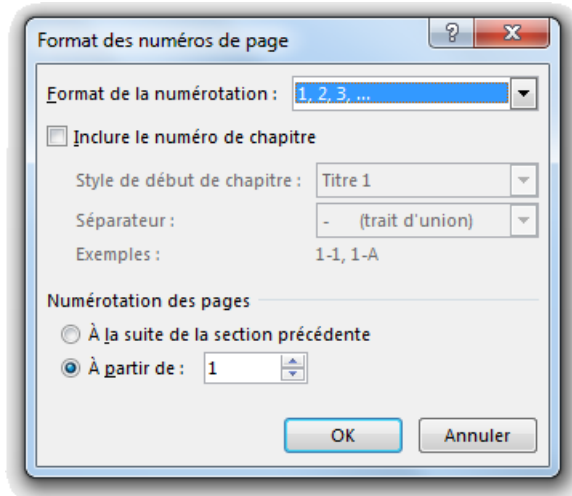 Format des numéros de page
Format de la numérotation : 1, 2, 3, ...
Inclure le numéro de chapitre
Style de début de chapitre : Titre 1
Séparateur : - (trait d'union)
Exemples : 1-1, 1-A
Numérotation des pages
À la suite de la section précédente
À partir de : 1
OK Annuler